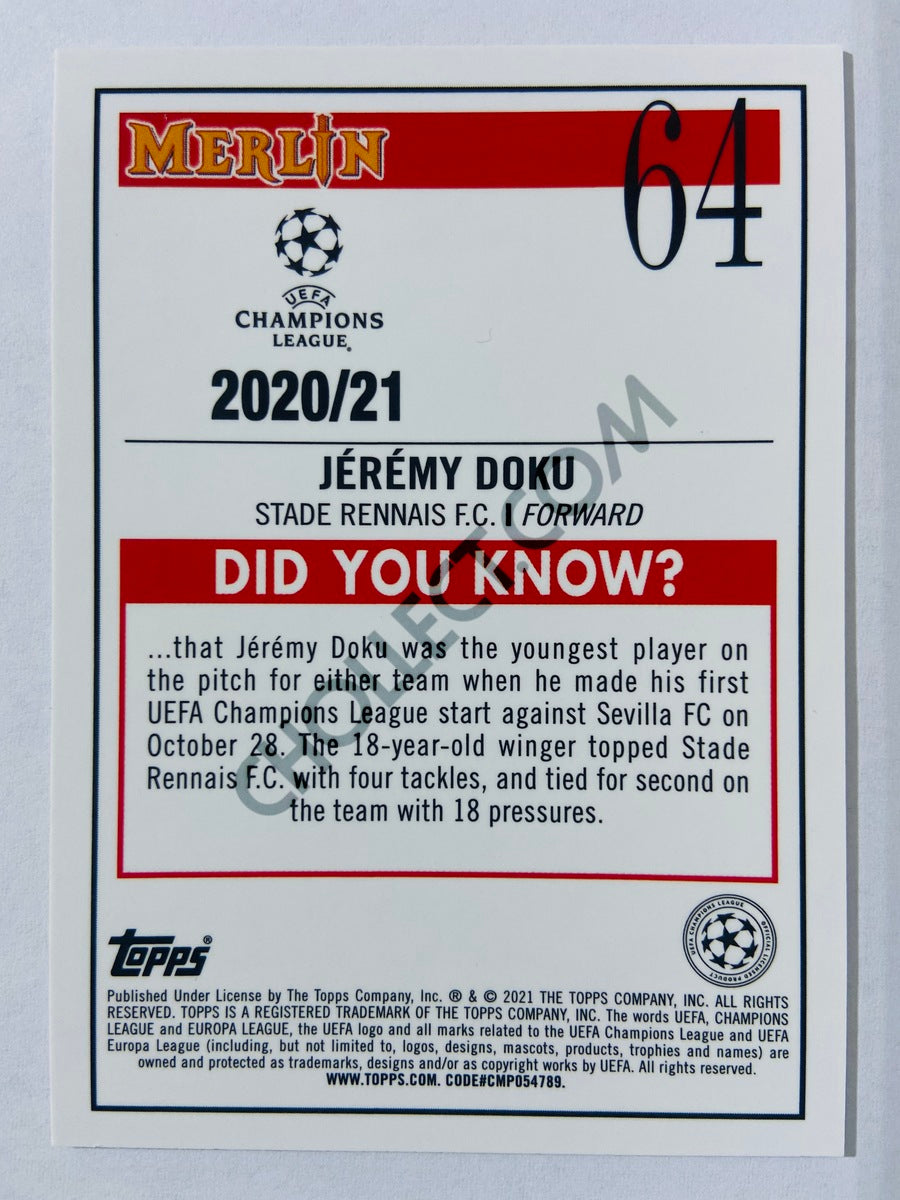 MERLIN
64
UEFA
CHAMPIONS
LEAGUE®
2020/21
JÉRÉMY DOKU
STADE RENNAIS F.C. | FORWARD
DID YOU KNOW?
...that Jérémy Doku was the youngest player on
the pitch for either team when he made his first
UEFA Champions League start against Sevilla FC on
October 28. The 18-year-old winger topped Stade
Rennais F.C. with four tackles, and tied for second on
the team with 18 pressures.
CHOLLECT.COM
topps®
UEFA CHAMPIONS LEAGUE OFFICIAL LICENSED PRODUCT
Published Under License by The Topps Company, Inc. ® & © 2021 THE TOPPS COMPANY, INC. ALL RIGHTS
RESERVED. TOPPS IS A REGISTERED TRADEMARK OF THE TOPPS COMPANY, INC. The words UEFA, CHAMPIONS
LEAGUE and EUROPA LEAGUE, the UEFA logo and all marks related to the UEFA Champions League and UEFA
Europa League (including, but not limited to, logos, designs, mascots, products, trophies and names) are
owned and protected as trademarks, designs and/or as copyright works by UEFA. All rights reserved.
WWW.TOPPS.COM. CODE#CMP054789.